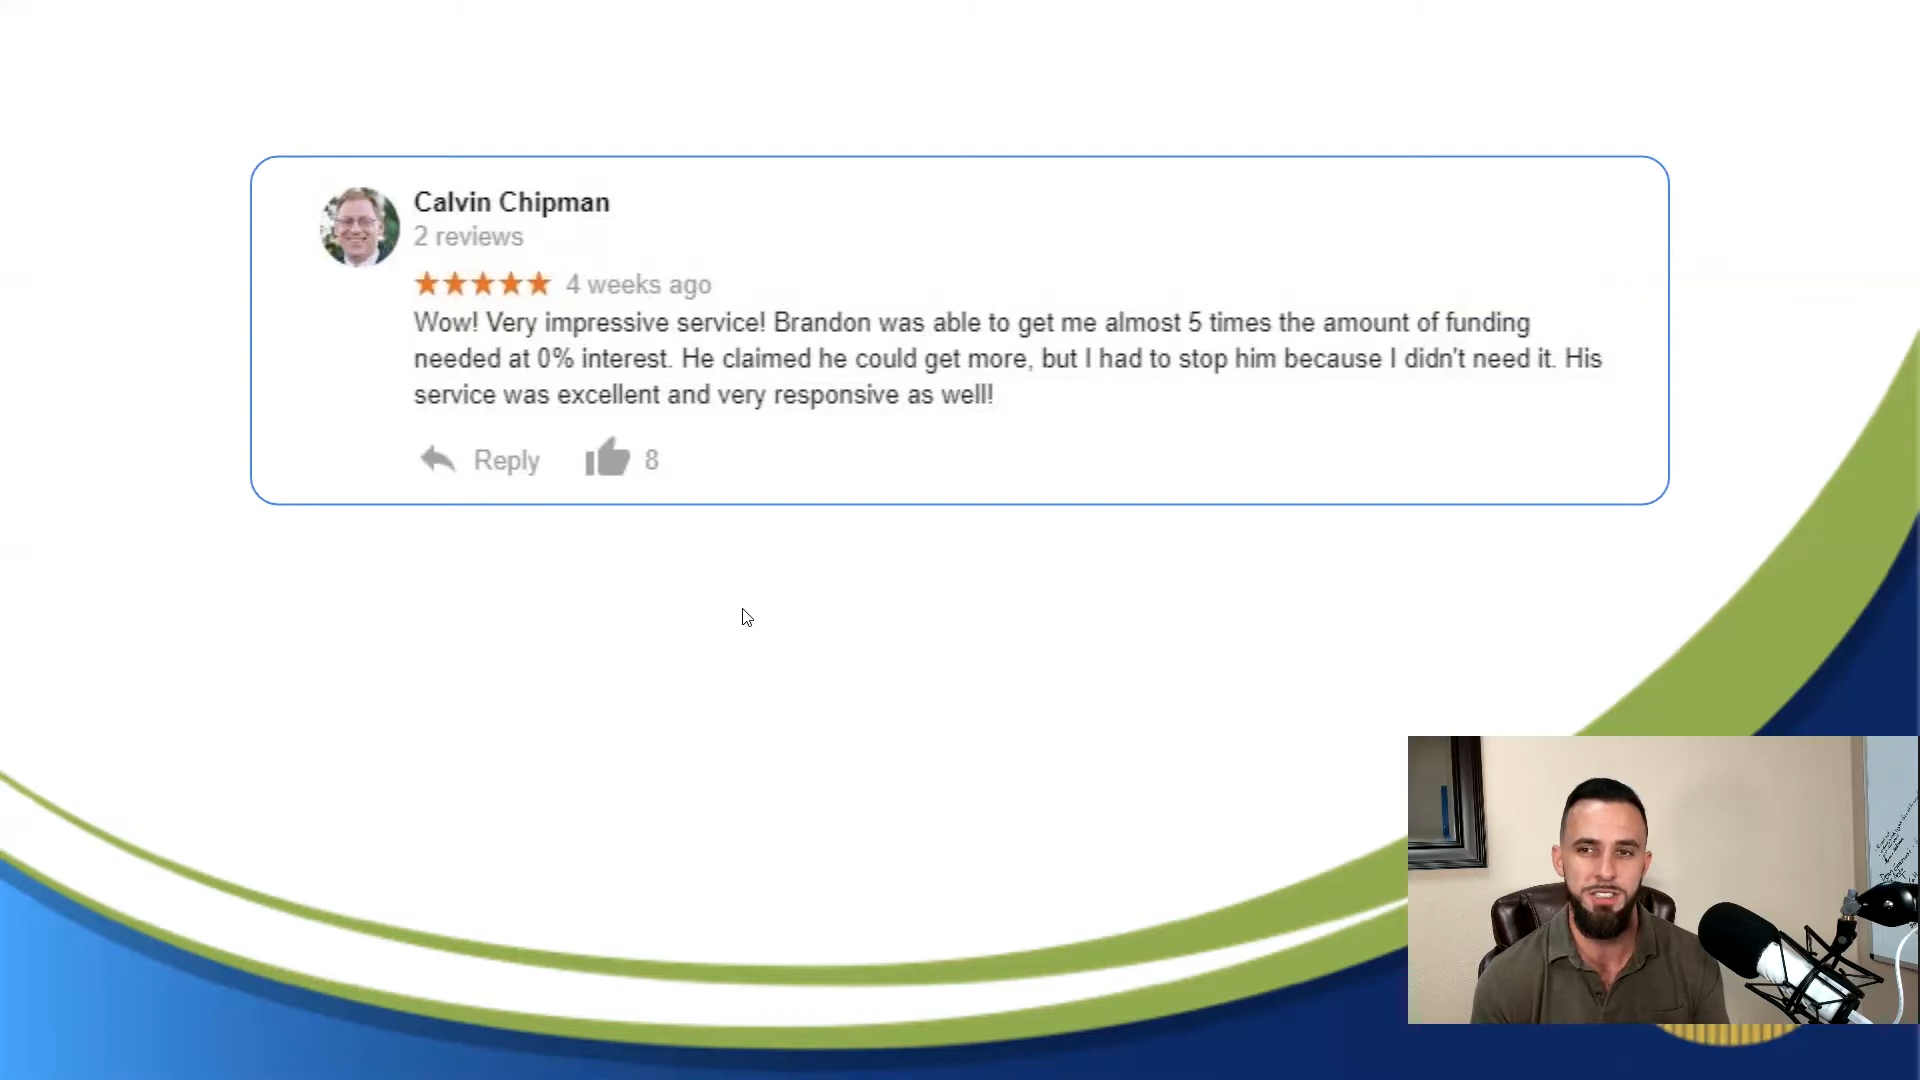 Calvin Chipman
2 reviews
★★★★★ 4 weeks ago
Wow! Very impressive service! Brandon was able to get me almost 5 times the amount of funding
needed at 0% interest. He claimed he could get more, but I had to stop him because I didn't need it. His
service was excellent and very responsive as well!
Reply 8